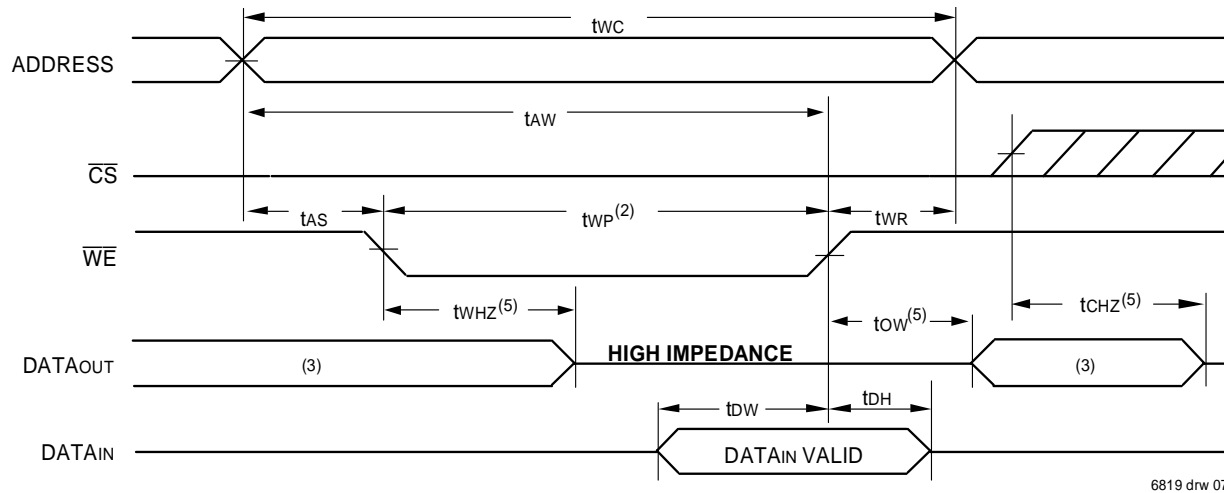 tWC
ADDRESS
tAW
CS
tAS
tWP(2)
tWR
WE
tWHZ(5)
tOW(5)
tCHZ(5)
DATAOUT
(3)
HIGH IMPEDANCE
(3)
tDW
tDH
DATAIN
DATAIN VALID
6819 drw 07